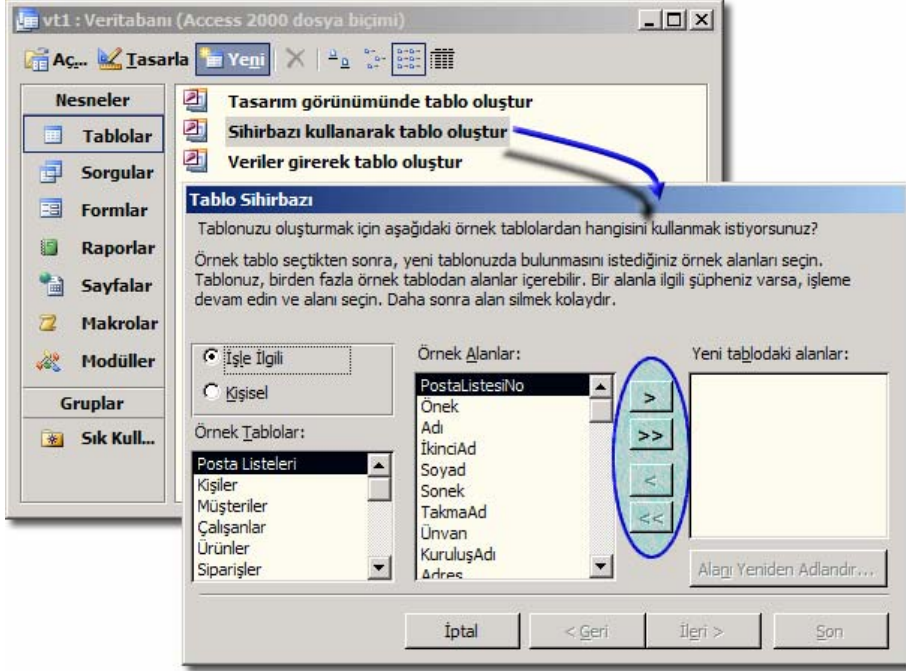 vt1 : Veritabanı (Access 2000 dosya biçimi)
Aç... Tasarla Yeni
Nesneler
Tablolar
Sorgular
Formlar
Raporlar
Sayfalar
Makrolar
Modüller
Gruplar
Sık Kull...
Tasarım görünümünde tablo oluştur
Sihirbazı kullanarak tablo oluştur
Veriler girerek tablo oluştur
Tablo Sihirbazı
Tablonuzu oluşturmak için aşağıdaki örnek tablolardan hangisini kullanmak istiyorsunuz?
Örnek tablo seçtikten sonra, yeni tablonuzda bulunmasını istediğiniz örnek alanları seçin.
Tablonuz, birden fazla örnek tablodan alanlar içerebilir. Bir alanla ilgili şüpheniz varsa, işleme
devam edin ve alanı seçin. Daha sonra alan silmek kolaydır.
İşle İlgili
Kişisel
Örnek Tablolar:
Posta Listeleri
Kişiler
Müşteriler
Çalışanlar
Ürünler
Siparişler
Örnek Alanlar:
PostaListesiNo
Önek
Adı
İkinciAd
Soyad
Sonek
TakmaAd
Ünvan
KuruluşAdı
Adres
>
>>
<
<<
Yeni tablodaki alanlar:
Alanı Yeniden Adlandır...
İptal
< Geri
İleri >
Son